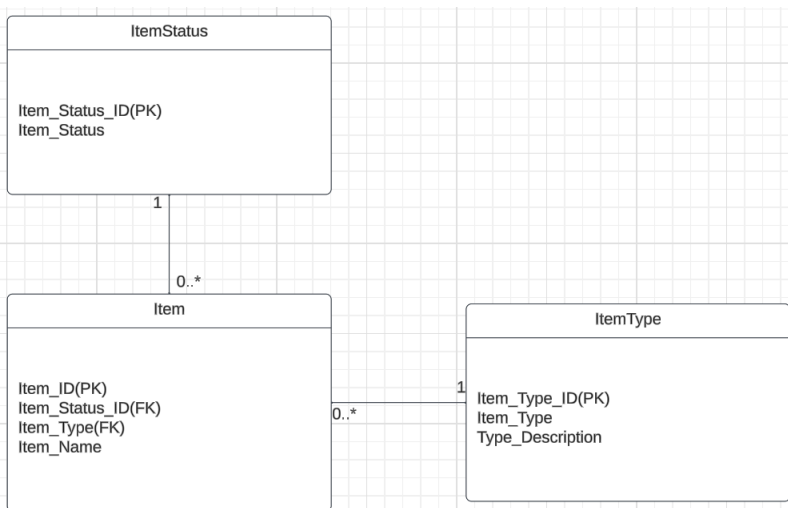 ItemStatus
Item_Status_ID(PK)
Item_Status
1
0..*
Item
Item_ID(PK)
Item_Status_ID(FK)
Item_Type(FK)
Item_Name
0..*
1
ItemType
Item_Type_ID(PK)
Item_Type
Type_Description